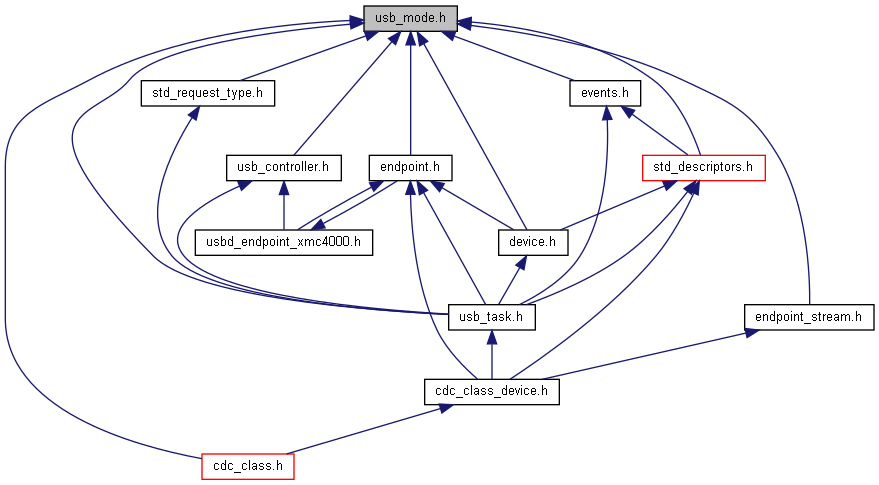 usb_mode.h
std_request_type.h
events.h
usb_controller.h
endpoint.h
std_descriptors.h
usbd_endpoint_xmc4000.h
device.h
usb_task.h
endpoint_stream.h
cdc_class_device.h
cdc_class.h